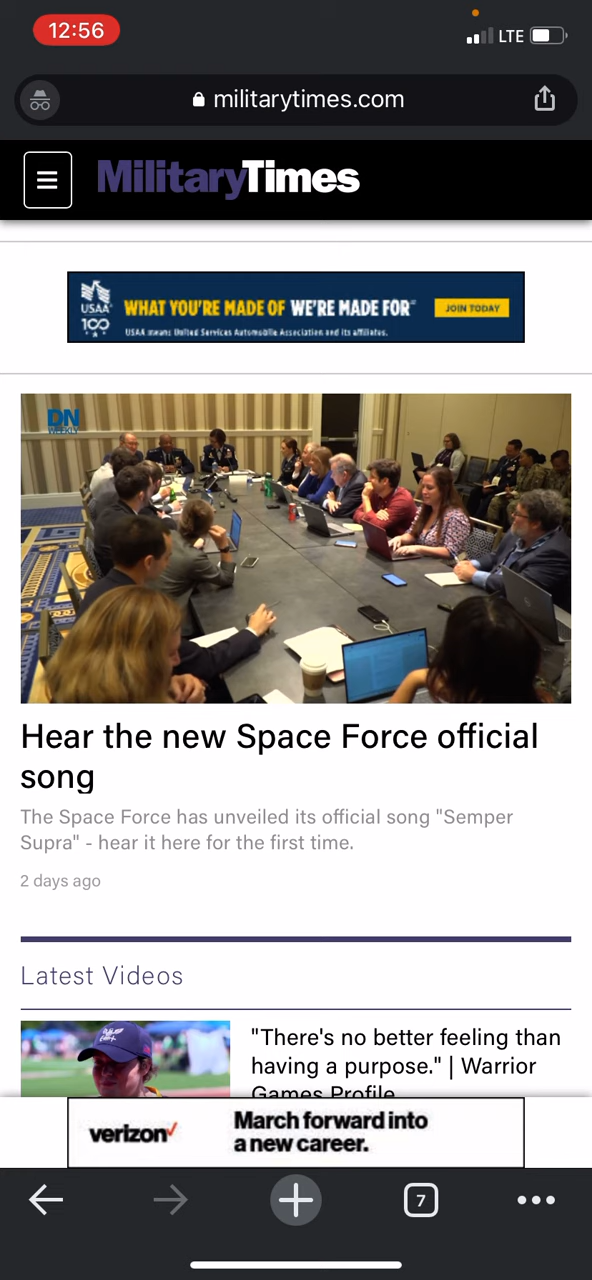 12:56
LTE
militarytimes.com
MilitaryTimes
USAA
100
WHAT YOU'RE MADE OF WE'RE MADE FOR
JOIN TODAY
USAA means United Services Automobile Association and its affiliates.
DN
WEEKLY
Hear the new Space Force official
song
The Space Force has unveiled its official song "Semper
Supra" - hear it here for the first time.
2 days ago
Latest Videos
"There's no better feeling than
having a purpose." | Warrior
Games Profile
verizon
March forward into
a new career.
7